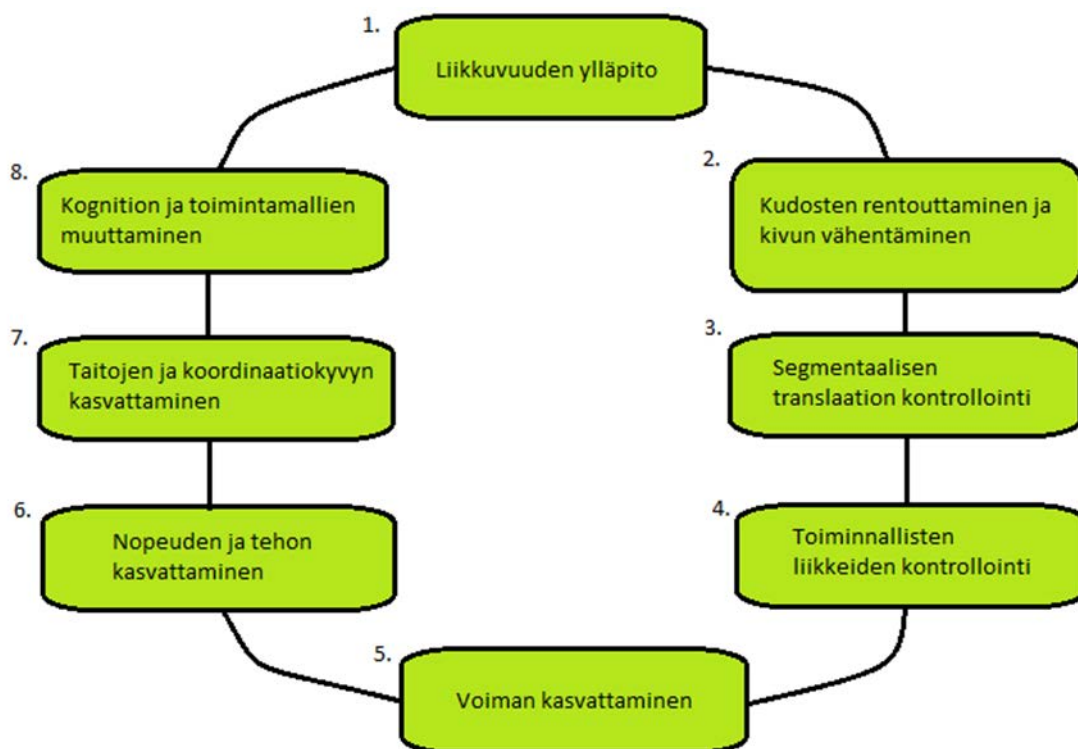 1.
Liikkuvuuden ylläpito
2.
Kudosten rentouttaminen ja
kivun vähentäminen
3.
Segmentaalisen
translaation kontrollointi
4.
Toiminnallisten
liikkeiden kontrollointi
5.
Voiman kasvattaminen
6.
Nopeuden ja tehon
kasvattaminen
7.
Taitojen ja koordinaatiokyvyn
kasvattaminen
8.
Kognition ja toimintamallien
muuttaminen